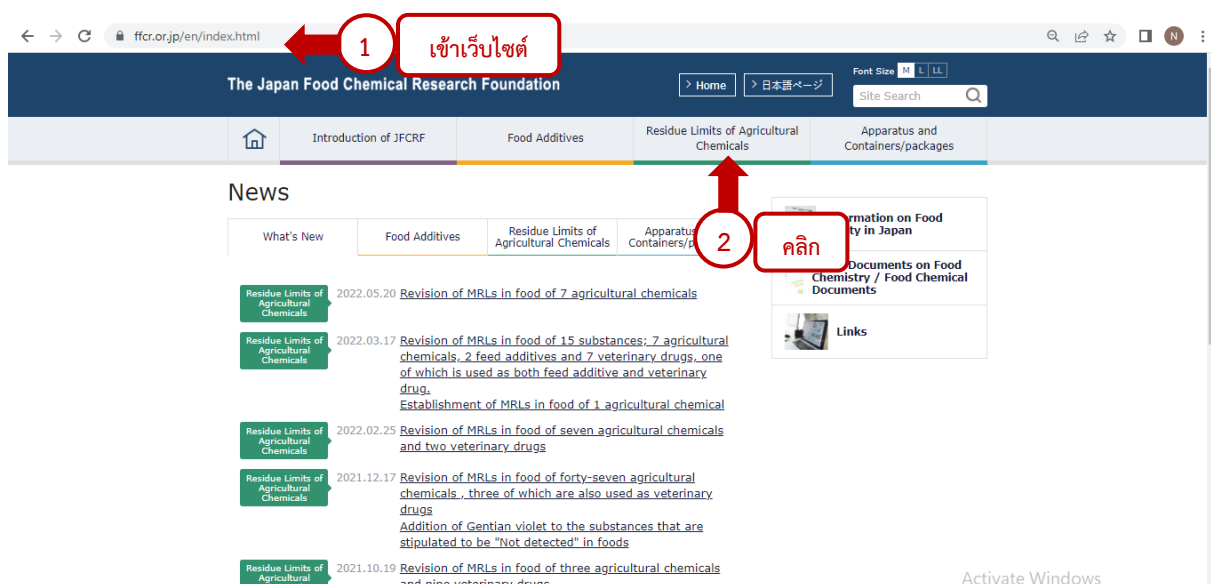 ffcr.or.jp/en/index.html
1
เข้าเว็บไซต์
N
The Japan Food Chemical Research Foundation
> Home
> 日本語ページ
Font Size M L LL
Site Search
Introduction of JFCRF
Food Additives
Residue Limits of Agricultural
Chemicals
Apparatus and
Containers/packages
News
What's New
Food Additives
Residue Limits of
Agricultural Chemicals
2
คลิก
on Food
in Japan
Documents on Food
Chemistry / Food Chemical
Documents
Links
Residue Limits of
Agricultural
Chemicals
2022.05.20 Revision of MRLs in food of 7 agricultural chemicals
Residue Limits of
Agricultural
Chemicals
2022.03.17 Revision of MRLs in food of 15 substances; 7 agricultural
chemicals, 2 feed additives and 7 veterinary drugs, one
of which is used as both feed additive and veterinary
drug.
Establishment of MRLs in food of 1 agricultural chemical
Residue Limits of
Agricultural
Chemicals
2022.02.25 Revision of MRLs in food of seven agricultural chemicals
and two veterinary drugs
Residue Limits of
Agricultural
Chemicals
2021.12.17 Revision of MRLs in food of forty-seven agricultural
chemicals , three of which are also used as veterinary
drugs
Addition of Gentian violet to the substances that are
stipulated to be "Not detected" in foods
Residue Limits of
Agricultural
2021.10.19 Revision of MRLs in food of three agricultural chemicals
and nine veterinary drugs
Activate Windows